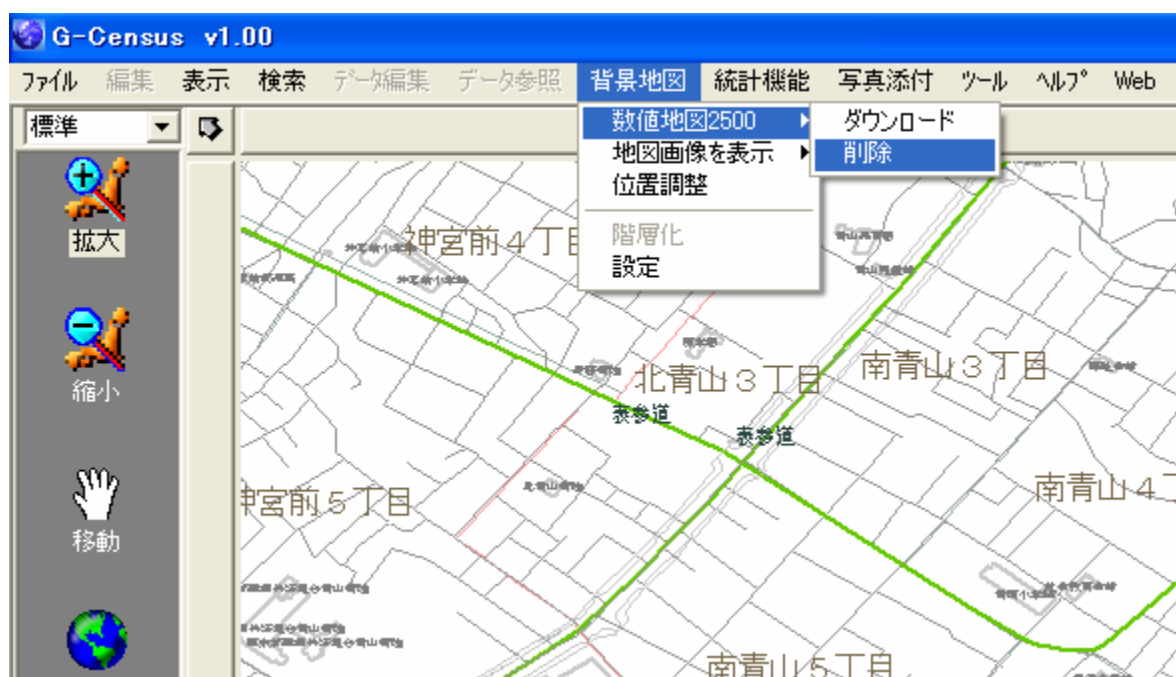 G-Census v1.00
ファイル 編集 表示 検索 データ編集 データ参照 背景地図 統計機能 写真添付 ツール ヘルプ Web
標準
数値地図2500
ダウンロード
地図画像を表示
削除
位置調整
階層化
設定
拡大
縮小
移動
神宮前4丁目
北青山3丁目
南青山3丁目
表参道
表参道
神宮前5丁目
南青山4丁
南青山5丁目